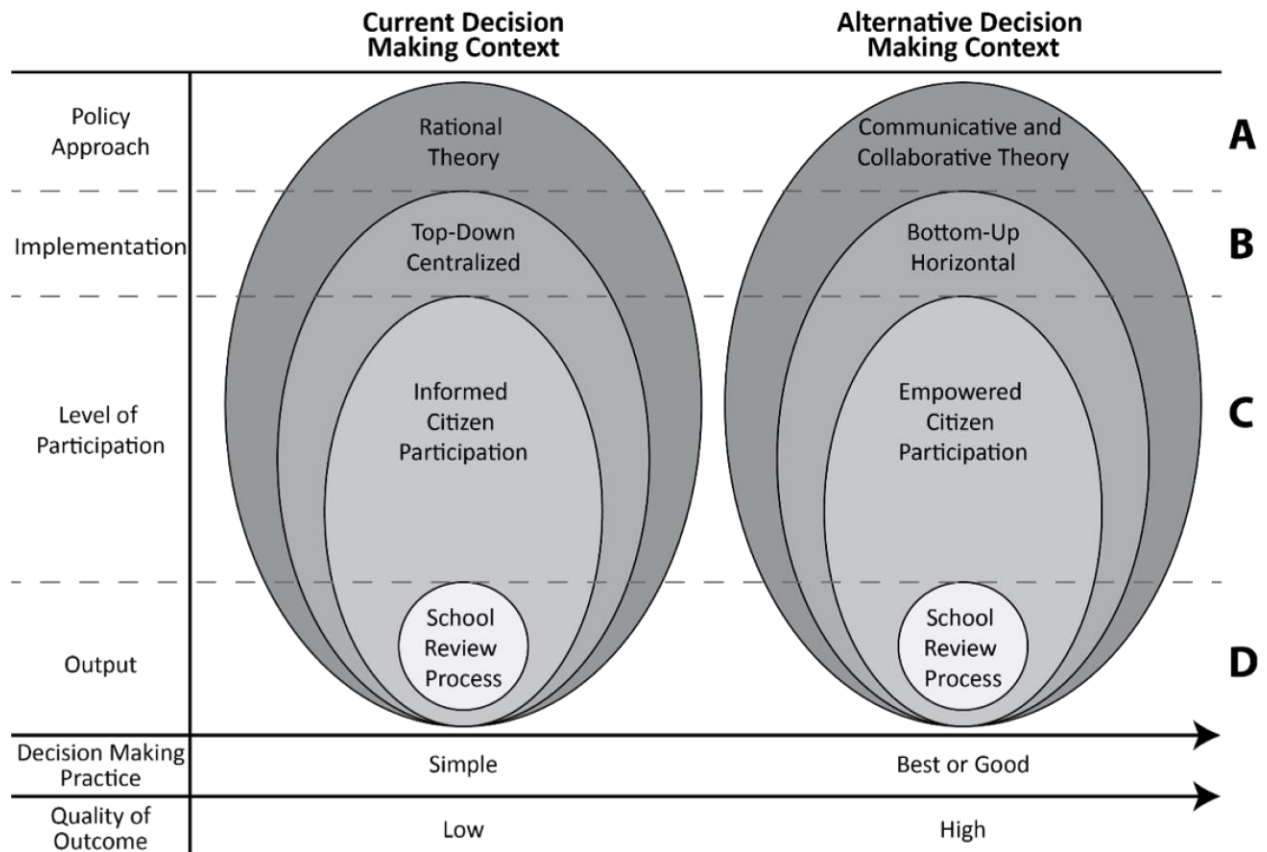 Current Decision
Making Context
Alternative Decision
Making Context
Policy
Approach
Rational
Theory
Communicative and
Collaborative Theory
A
Implementation
Top-Down
Centralized
Bottom-Up
Horizontal
B
Level of
Participation
Informed
Citizen
Participation
Empowered
Citizen
Participation
C
Output
School
Review
Process
School
Review
Process
D
Decision Making
Practice
Simple
Best or Good
Quality of
Outcome
Low
High